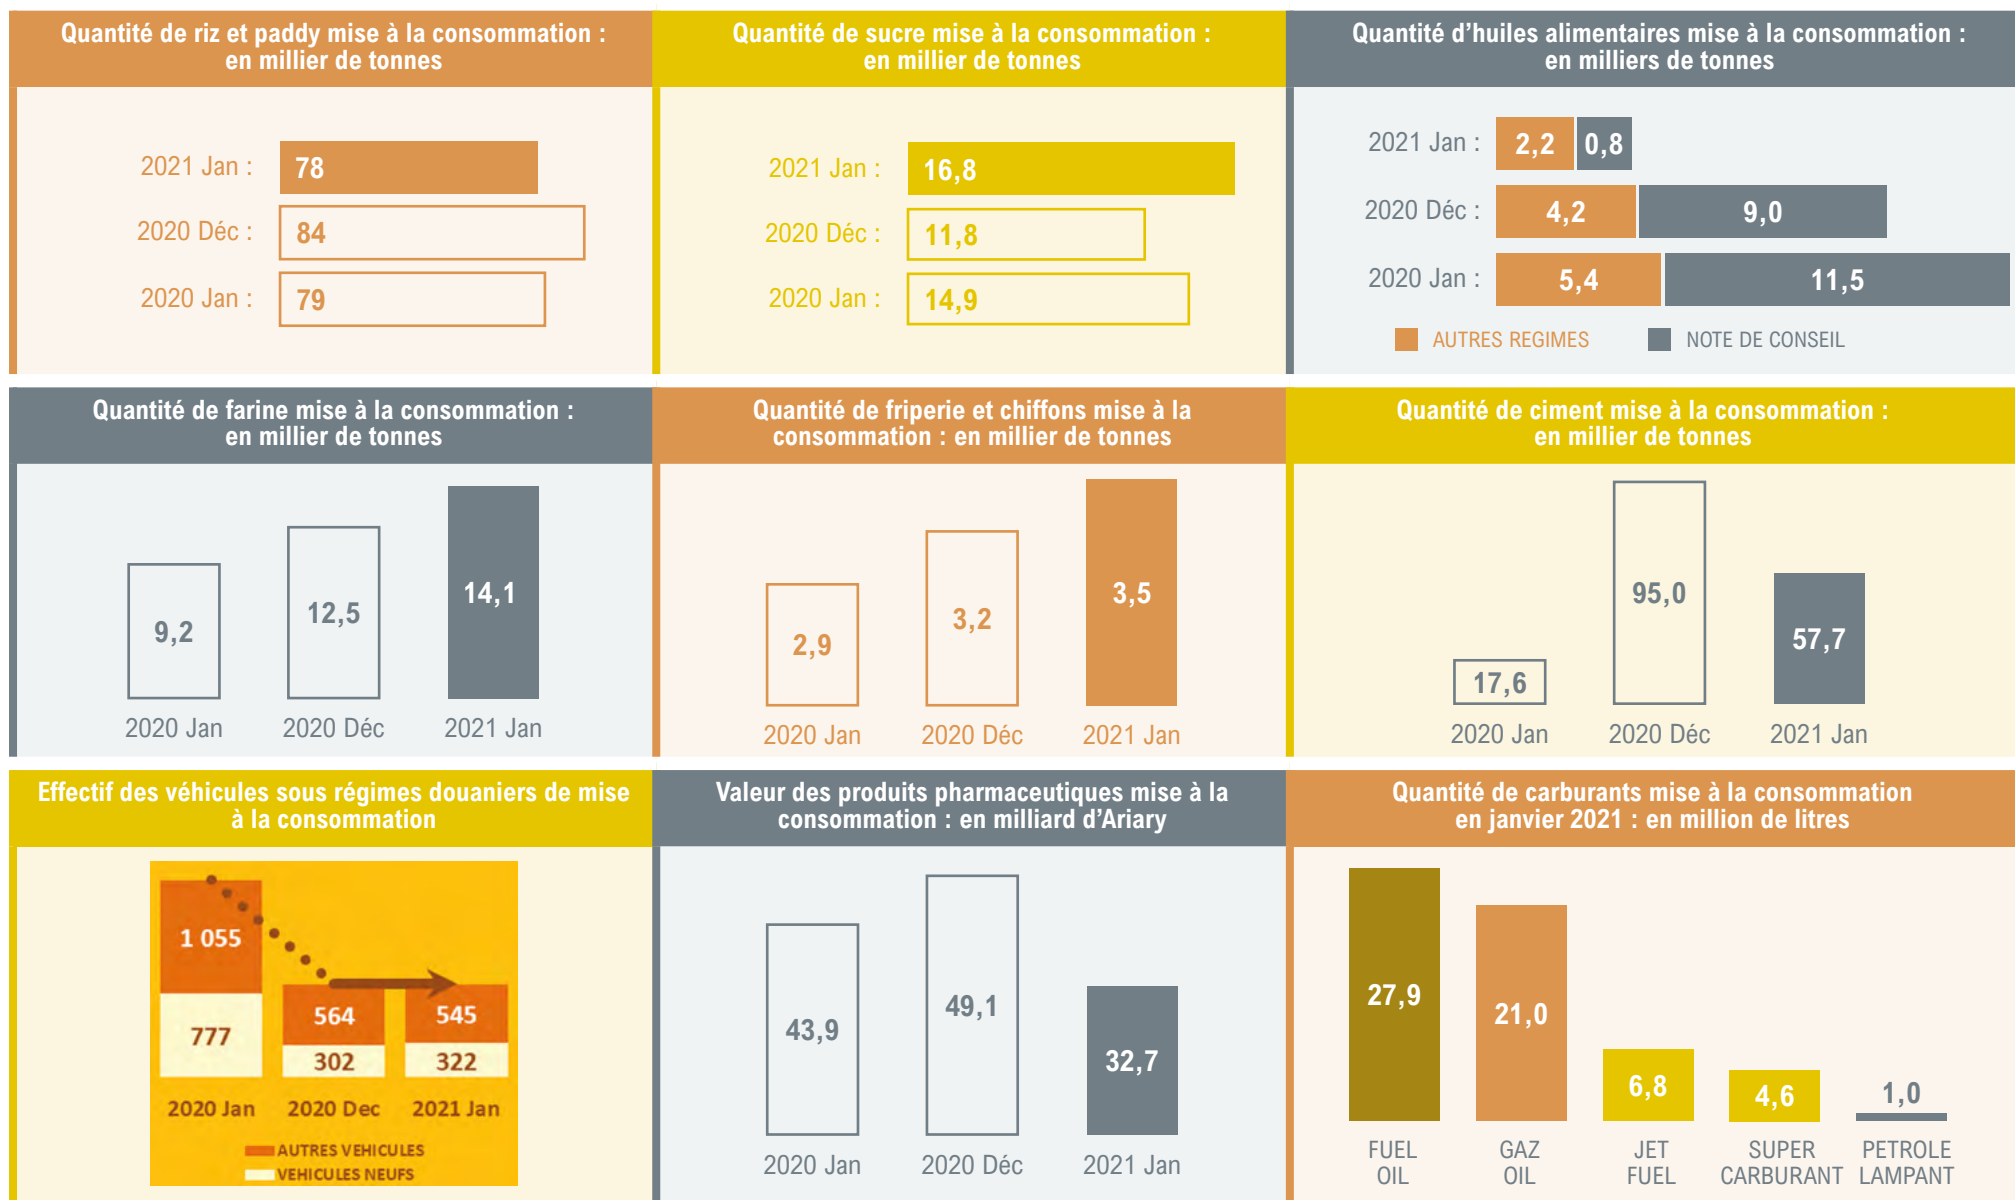 Quantité de riz et paddy mise à la consommation :
en millier de tonnes
2021 Jan : 78
2020 Déc : 84
2020 Jan : 79
Quantité de sucre mise à la consommation :
en millier de tonnes
2021 Jan : 16,8
2020 Déc : 11,8
2020 Jan : 14,9
Quantité d’huiles alimentaires mise à la consommation :
en milliers de tonnes
2021 Jan : 2,2 0,8
2020 Déc : 4,2 9,0
2020 Jan : 5,4 11,5
AUTRES REGIMES NOTE DE CONSEIL
Quantité de farine mise à la consommation :
en millier de tonnes
9,2 12,5 14,1
2020 Jan 2020 Déc 2021 Jan
Quantité de friperie et chiffons mise à la
consommation : en millier de tonnes
2,9 3,2 3,5
2020 Jan 2020 Déc 2021 Jan
Quantité de ciment mise à la consommation :
en millier de tonnes
17,6 95,0 57,7
2020 Jan 2020 Déc 2021 Jan
Effectif des véhicules sous régimes douaniers de mise
à la consommation
1 055 564 545
777 302 322
2020 Jan 2020 Dec 2021 Jan
AUTRES VEHICULES
VEHICULES NEUFS
Valeur des produits pharmaceutiques mise à la
consommation : en milliard d’Ariary
43,9 49,1 32,7
2020 Jan 2020 Déc 2021 Jan
Quantité de carburants mise à la consommation
en janvier 2021 : en million de litres
27,9 21,0 6,8 4,6 1,0
FUEL GAZ JET SUPER PETROLE
OIL OIL FUEL CARBURANT LAMPANT